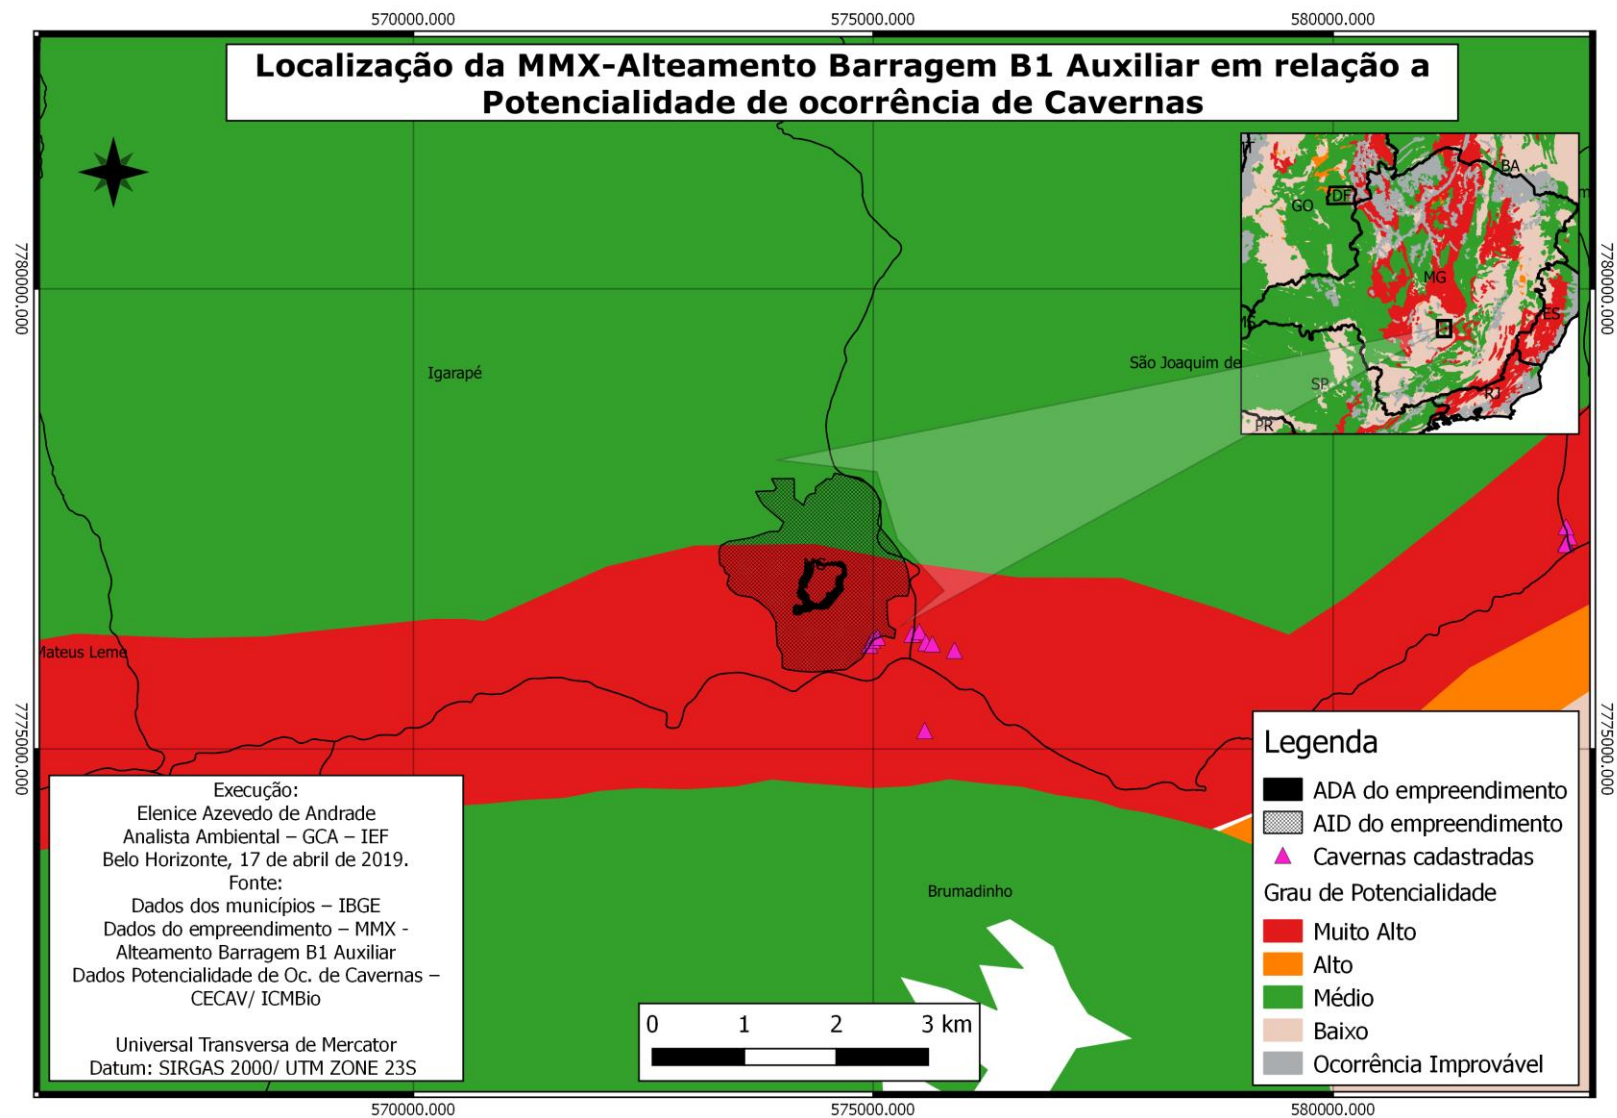 570000.000
575000.000
580000.000
Localização da MMX-Alteamento Barragem B1 Auxiliar em relação a
Potencialidade de ocorrência de Cavernas
BA
DF
GO
MG
ES
SP
RJ
PR
7780000.000
7780000.000
Igarapé
São Joaquim de
MG
Mateus Leme
7775000.000
7775000.000
Brumadinho
Execução:
Elenice Azevedo de Andrade
Analista Ambiental – GCA – IEF
Belo Horizonte, 17 de abril de 2019.
Fonte:
Dados dos municípios – IBGE
Dados do empreendimento – MMX -
Alteamento Barragem B1 Auxiliar
Dados Potencialidade de Oc. de Cavernas –
CECAV/ ICMBio
Universal Transversa de Mercator
Datum: SIRGAS 2000/ UTM ZONE 23S
0 1 2 3 km
Legenda
ADA do empreendimento
AID do empreendimento
Cavernas cadastradas
Grau de Potencialidade
Muito Alto
Alto
Médio
Baixo
Ocorrência Improvável
570000.000
575000.000
580000.000